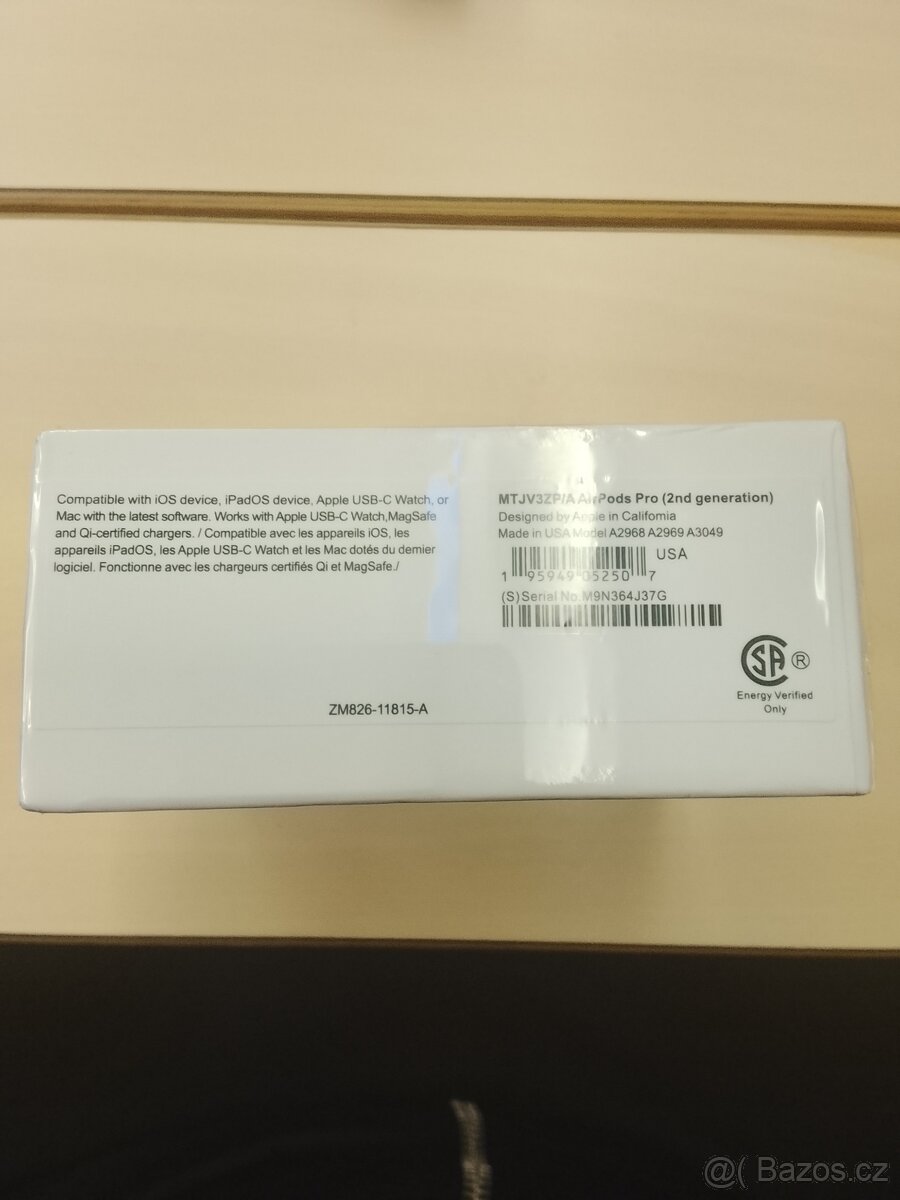 Compatible with iOS device, iPadOS device, Apple USB-C Watch, or
Mac with the latest software. Works with Apple USB-C Watch,MagSafe
and Qi-certified chargers. / Compatible avec les appareils iOS, les
appareils iPadOS, les Apple USB-C Watch et les Mac dotés du dernier
logiciel. Fonctionne avec les chargeurs certifiés Qi et MagSafe./
ZM826-11815-A
MTJV3ZP/A AirPods Pro (2nd generation)
Designed by Apple in California
Made in USA Model A2968 A2969 A3049
USA
1 95949 05250 7
(S)Serial No.M9N364J37G
SA ®
Energy Verified
Only
@( Bazos.cz